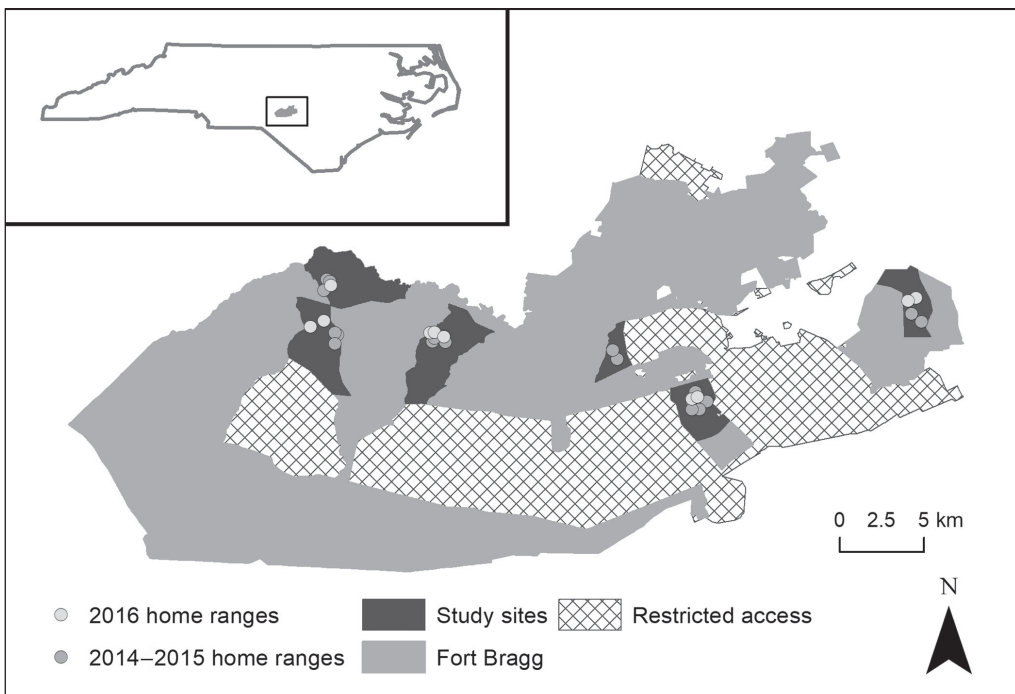 0 2.5 5 km
N
2016 home ranges
Study sites
Restricted access
2014–2015 home ranges
Fort Bragg